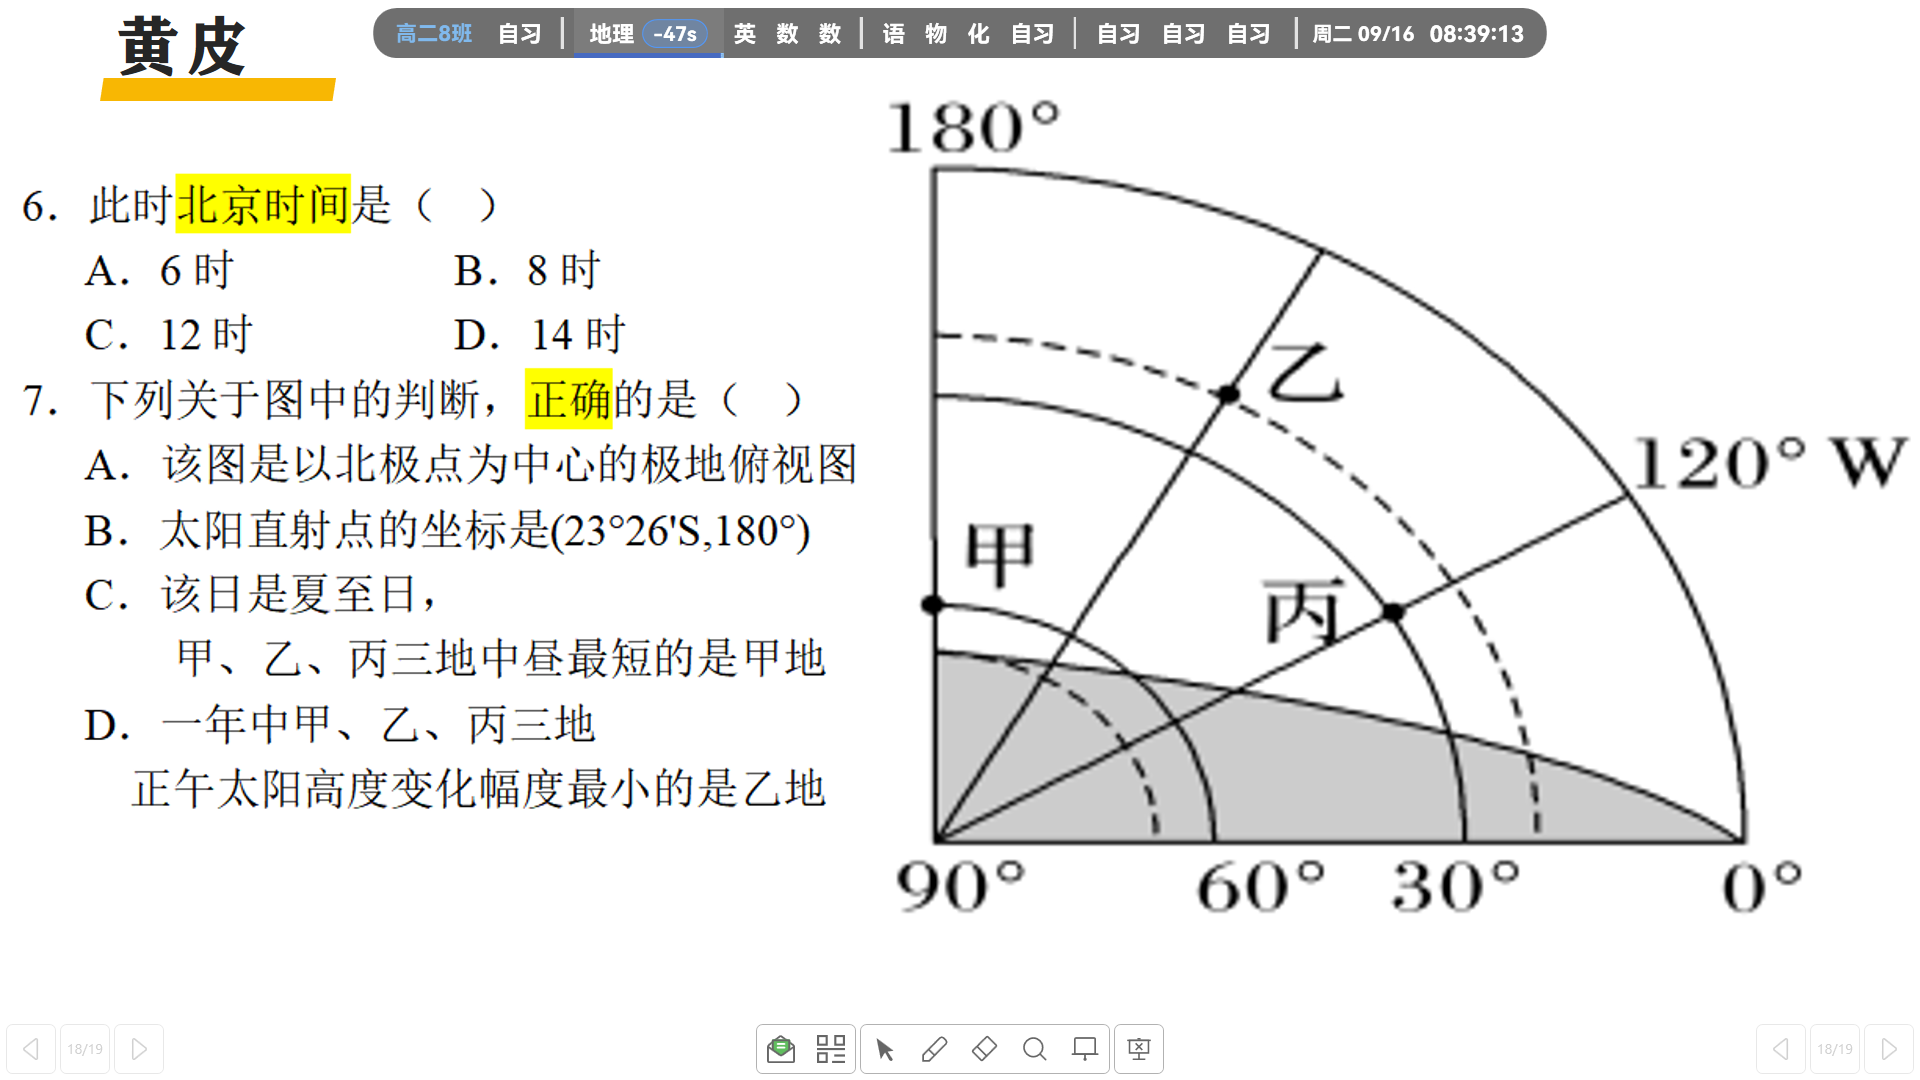 黄皮
高二8班 自习 | 地理 -47s 英 数 数 | 语 物 化 自习 | 自习 自习 自习 | 周二 09/16 08:39:13
6. 此时北京时间是（ ）
A. 6 时 B. 8 时
C. 12 时 D. 14 时
7. 下列关于图中的判断，正确的是（ ）
A. 该图是以北极点为中心的极地俯视图
B. 太阳直射点的坐标是(23°26'S,180°)
C. 该日是夏至日，
甲、乙、丙三地中昼最短的是甲地
D. 一年中甲、乙、丙三地
正午太阳高度变化幅度最小的是乙地
180°
乙
120° W
甲
丙
90° 60° 30° 0°
18/19
18/19